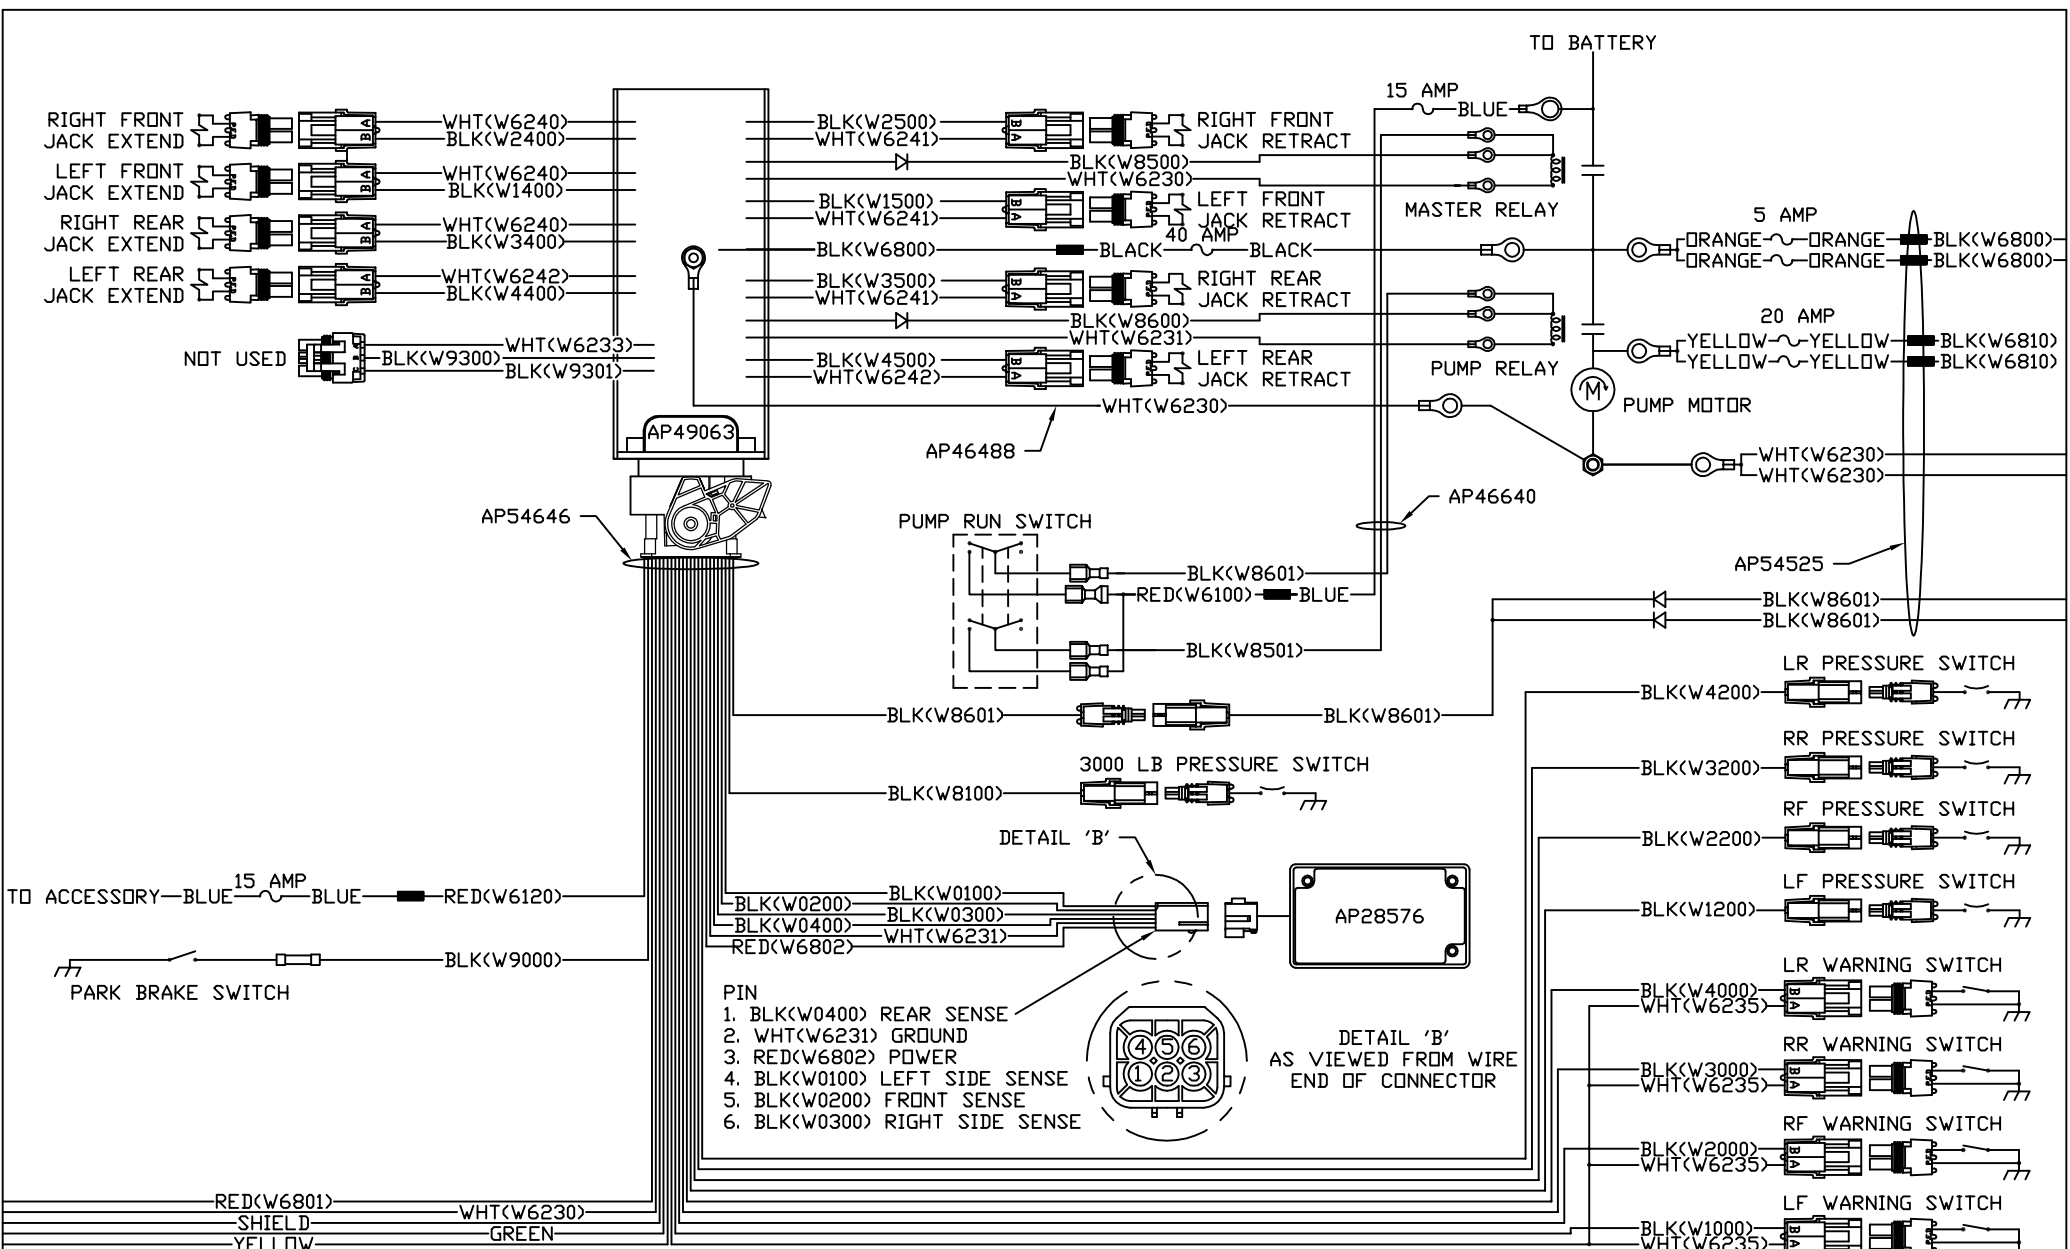 TO BATTERY
15 AMP
BLUE
RIGHT FRONT
JACK EXTEND
WHT(W6240)
BLK(W2400)
BLK(W2500)
WHT(W6241)
RIGHT FRONT
JACK RETRACT
BLK(W8500)
WHT(W6230)
MASTER RELAY
LEFT FRONT
JACK EXTEND
WHT(W6240)
BLK(W1400)
BLK(W1500)
WHT(W6241)
LEFT FRONT
JACK RETRACT
RIGHT REAR
JACK EXTEND
WHT(W6240)
BLK(W3400)
BLK(W6800)
BLACK
40 AMP
BLACK
5 AMP
ORANGE
ORANGE
BLK(W6800)
ORANGE
ORANGE
BLK(W6800)
LEFT REAR
JACK EXTEND
WHT(W6242)
BLK(W4400)
BLK(W3500)
WHT(W6241)
RIGHT REAR
JACK RETRACT
BLK(W8600)
WHT(W6231)
20 AMP
YELLOW
YELLOW
BLK(W6810)
YELLOW
YELLOW
BLK(W6810)
NOT USED
WHT(W6233)
BLK(W9300)
BLK(W9301)
BLK(W4500)
WHT(W6242)
LEFT REAR
JACK RETRACT
PUMP RELAY
M
PUMP MOTOR
WHT(W6230)
AP49063
AP46488
WHT(W6230)
WHT(W6230)
AP54646
AP46640
PUMP RUN SWITCH
AP54525
BLK(W8601)
RED(W6100)
BLUE
BLK(W8501)
BLK(W8601)
BLK(W8601)
LR PRESSURE SWITCH
BLK(W4200)
BLK(W8601)
BLK(W8601)
RR PRESSURE SWITCH
BLK(W3200)
3000 LB PRESSURE SWITCH
BLK(W8100)
RF PRESSURE SWITCH
BLK(W2200)
DETAIL 'B'
LF PRESSURE SWITCH
BLK(W1200)
TO ACCESSORY
BLUE
15 AMP
BLUE
RED(W6120)
BLK(W0100)
BLK(W0200)
BLK(W0300)
BLK(W0400)
WHT(W6231)
RED(W6802)
AP28576
BLK(W9000)
PARK BRAKE SWITCH
LR WARNING SWITCH
BLK(W4000)
WHT(W6235)
B
A
PIN
1. BLK(W0400) REAR SENSE
2. WHT(W6231) GROUND
3. RED(W6802) POWER
4. BLK(W0100) LEFT SIDE SENSE
5. BLK(W0200) FRONT SENSE
6. BLK(W0300) RIGHT SIDE SENSE
4 5 6
1 2 3
DETAIL 'B'
AS VIEWED FROM WIRE
END OF CONNECTOR
RR WARNING SWITCH
BLK(W3000)
WHT(W6235)
B
A
RF WARNING SWITCH
BLK(W2000)
WHT(W6235)
B
A
LF WARNING SWITCH
BLK(W1000)
WHT(W6235)
B
A
RED(W6801)
WHT(W6230)
SHIELD
GREEN
YELLOW